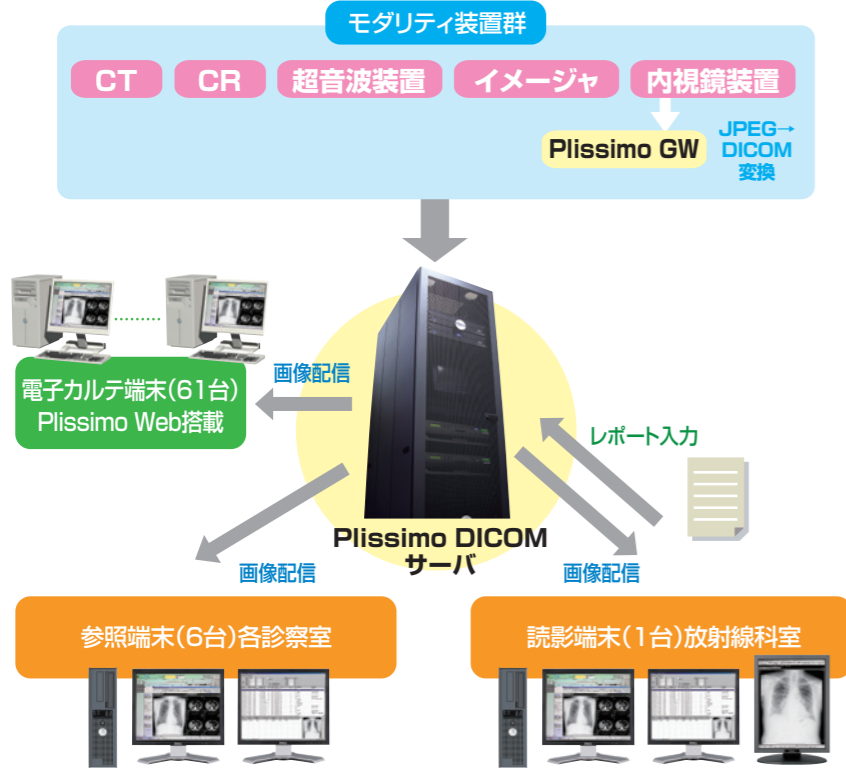 モダリティ装置群
CT
CR
超音波装置
イメージャ
内視鏡装置
Plissimo GW
JPEG→
DICOM
変換
電子カルテ端末(61台)
Plissimo Web搭載
画像配信
レポート入力
Plissimo DICOM
サーバ
画像配信
画像配信
参照端末(6台)各診察室
読影端末(1台)放射線科室